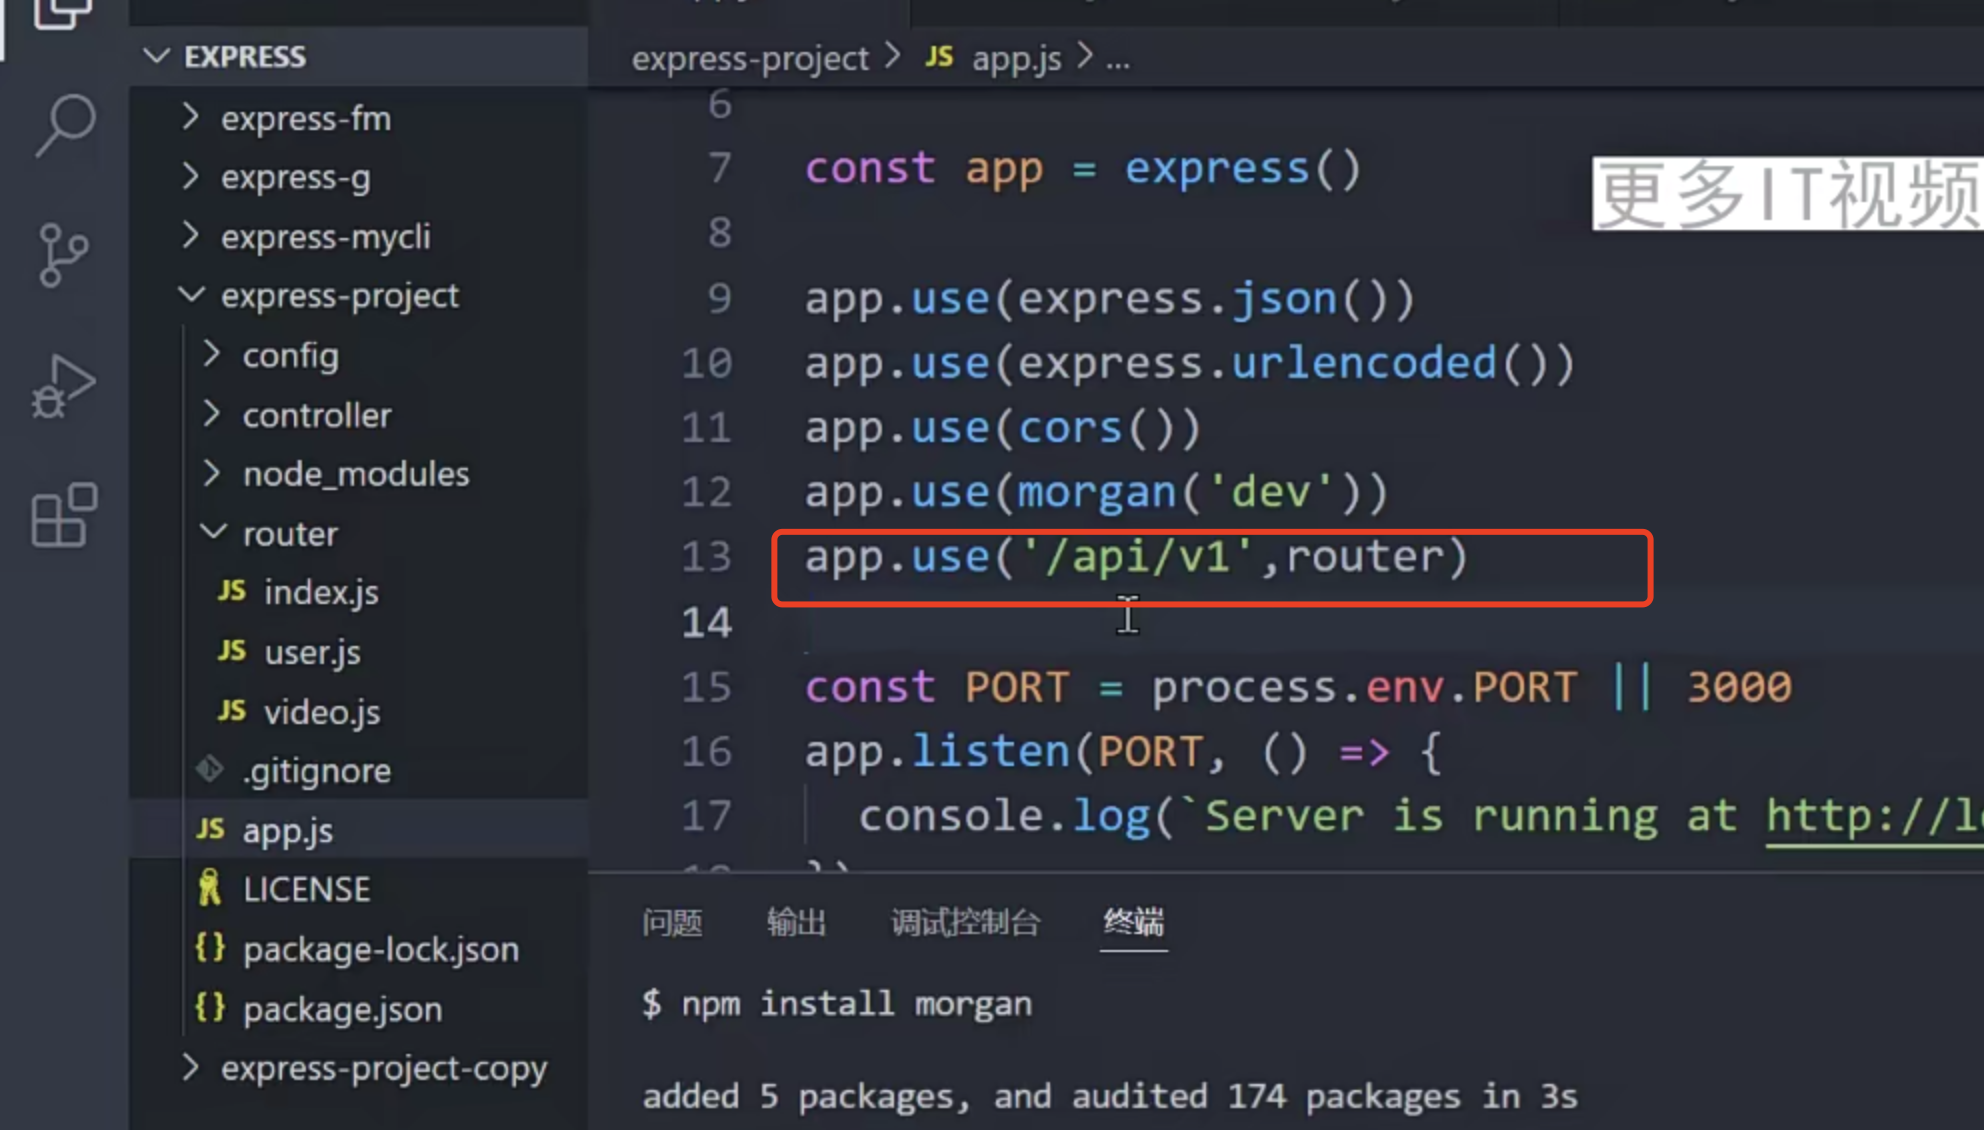 EXPRESS
express-fm
express-g
express-mycli
express-project
config
controller
node_modules
router
JS index.js
JS user.js
JS video.js
.gitignore
JS app.js
LICENSE
{} package-lock.json
{} package.json
express-project-copy
express-project > JS app.js > ...
6
7 const app = express()
8
9 app.use(express.json())
10 app.use(express.urlencoded())
11 app.use(cors())
12 app.use(morgan('dev'))
13 app.use('/api/v1',router)
14
15 const PORT = process.env.PORT || 3000
16 app.listen(PORT, () => {
17 console.log(`Server is running at http://l
更多IT视频
问题 输出 调试控制台 终端
$ npm install morgan
added 5 packages, and audited 174 packages in 3s